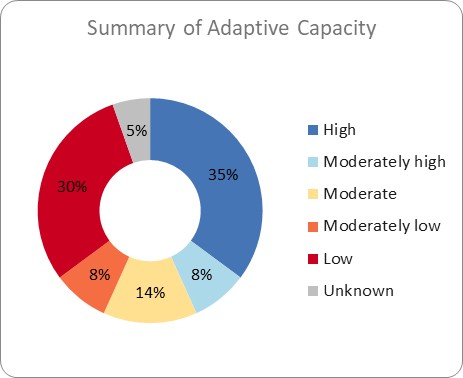 Summary of Adaptive Capacity
5%
35%
30%
8%
8%
14%
High
Moderately high
Moderate
Moderately low
Low
Unknown